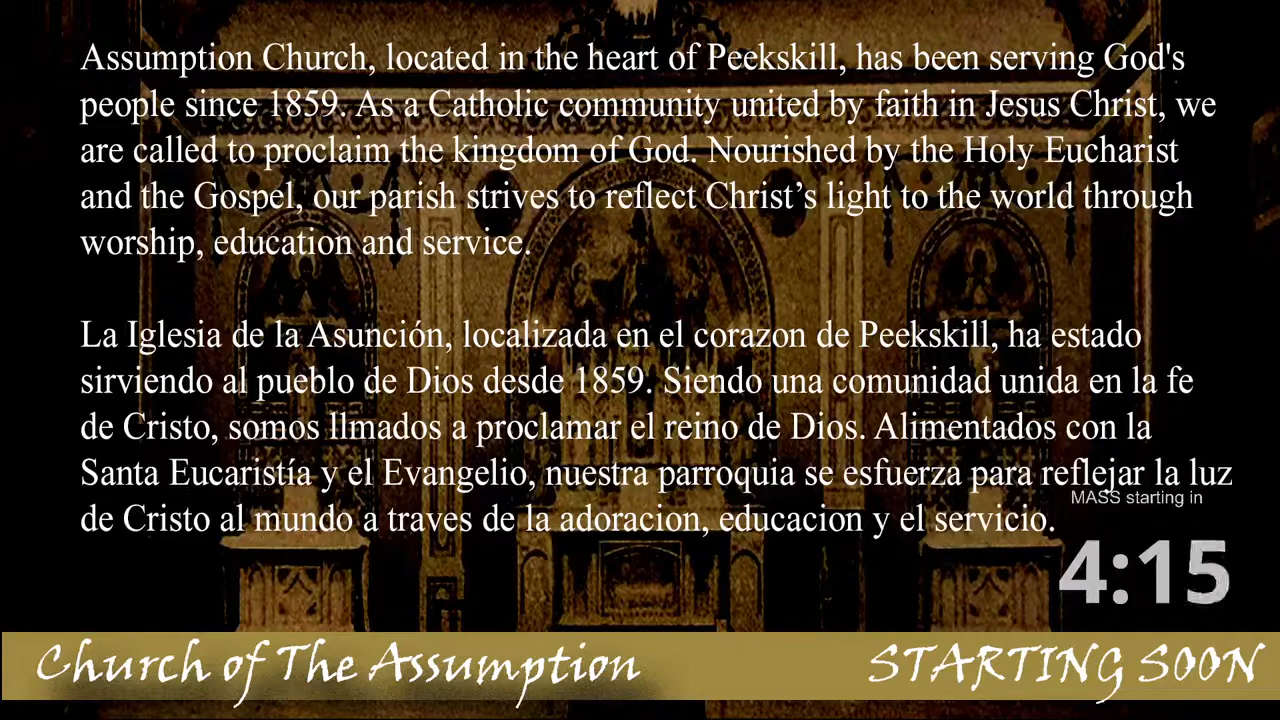 Assumption Church, located in the heart of Peekskill, has been serving God's
people since 1859. As a Catholic community united by faith in Jesus Christ, we
are called to proclaim the kingdom of God. Nourished by the Holy Eucharist
and the Gospel, our parish strives to reflect Christ’s light to the world through
worship, education and service.
La Iglesia de la Asunción, localizada en el corazon de Peekskill, ha estado
sirviendo al pueblo de Dios desde 1859. Siendo una comunidad unida en la fe
de Cristo, somos llmados a proclamar el reino de Dios. Alimentados con la
Santa Eucaristía y el Evangelio, nuestra parroquia se esfuerza para reflejar la luz
de Cristo al mundo a traves de la adoracion, educacion y el servicio.
MASS starting in
4:15
Church of The Assumption
STARTING SOON